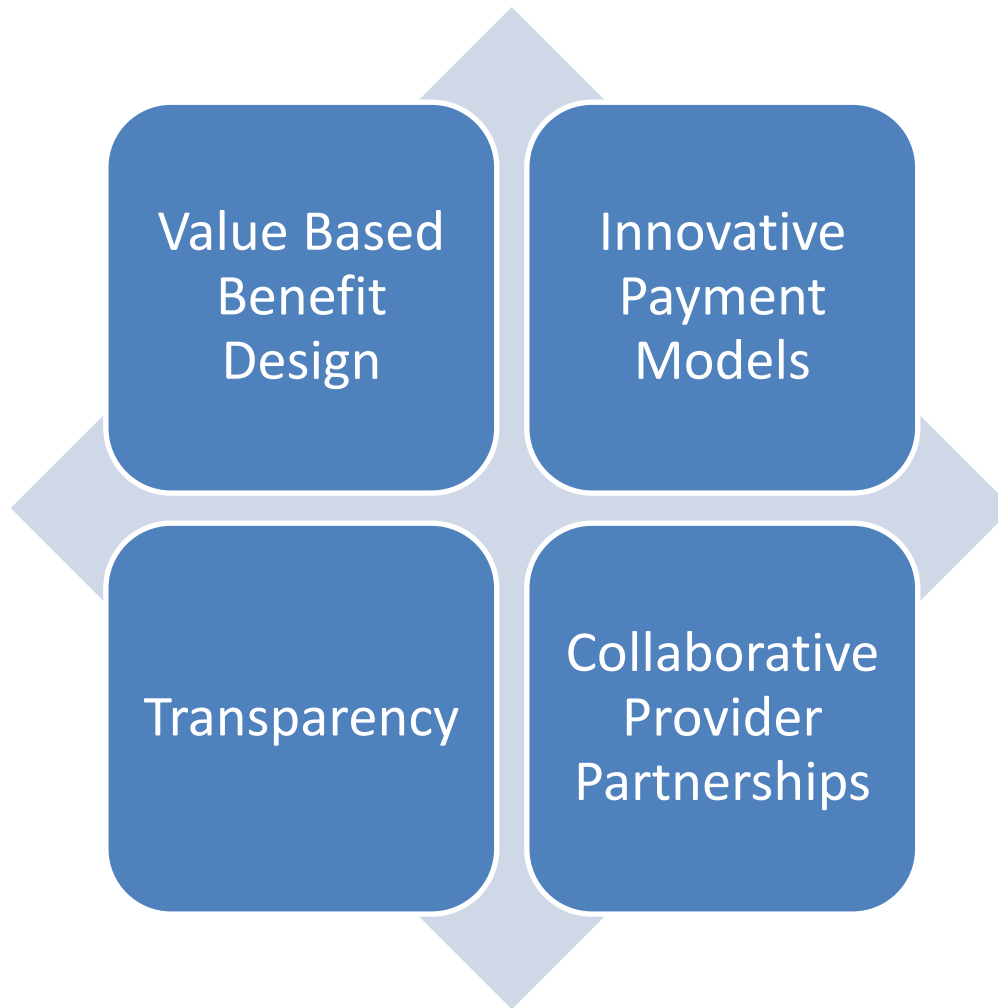 Value Based
Benefit
Design
Innovative
Payment
Models
Transparency
Collaborative
Provider
Partnerships